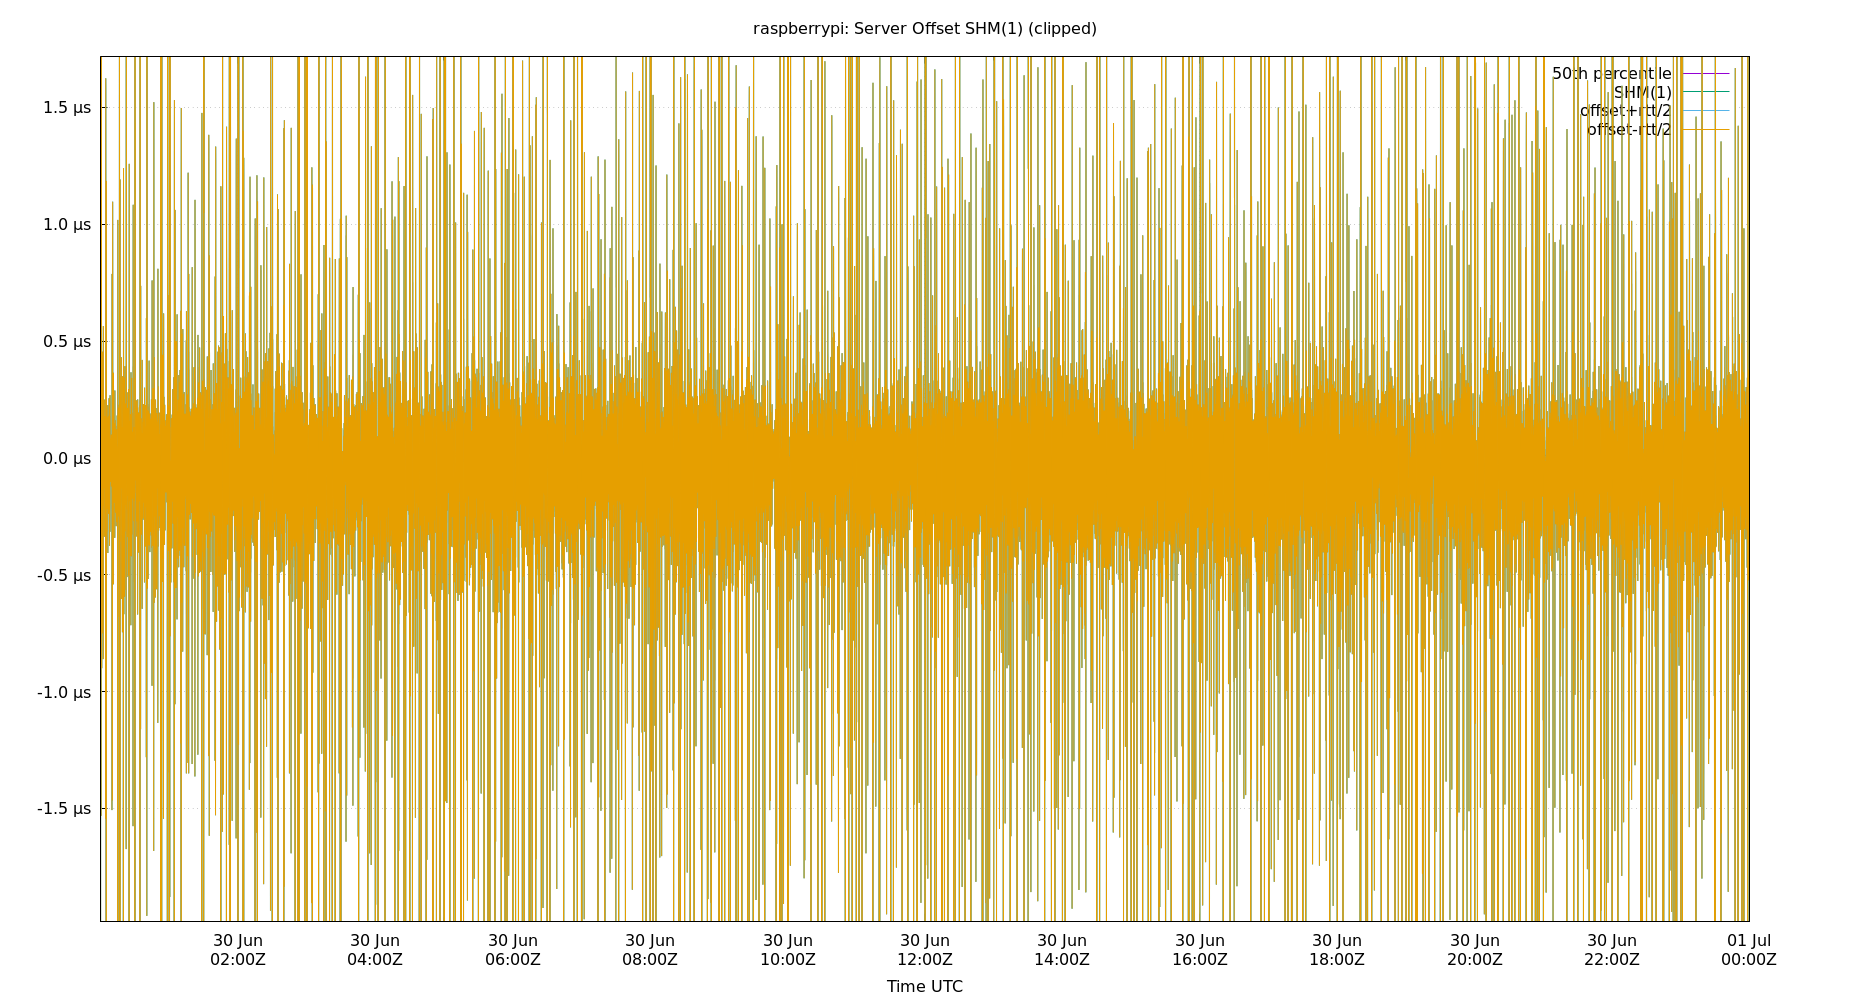 raspberrypi: Server Offset SHM(1) (clipped)
50th percentile
SHM(1)
offset+rtt/2
offset-rtt/2
1.5 µs
1.0 µs
0.5 µs
0.0 µs
-0.5 µs
-1.0 µs
-1.5 µs
30 Jun 30 Jun 30 Jun 30 Jun 30 Jun 30 Jun 30 Jun 30 Jun 30 Jun 30 Jun 30 Jun 01 Jul
02:00Z 04:00Z 06:00Z 08:00Z 10:00Z 12:00Z 14:00Z 16:00Z 18:00Z 20:00Z 22:00Z 00:00Z
Time UTC